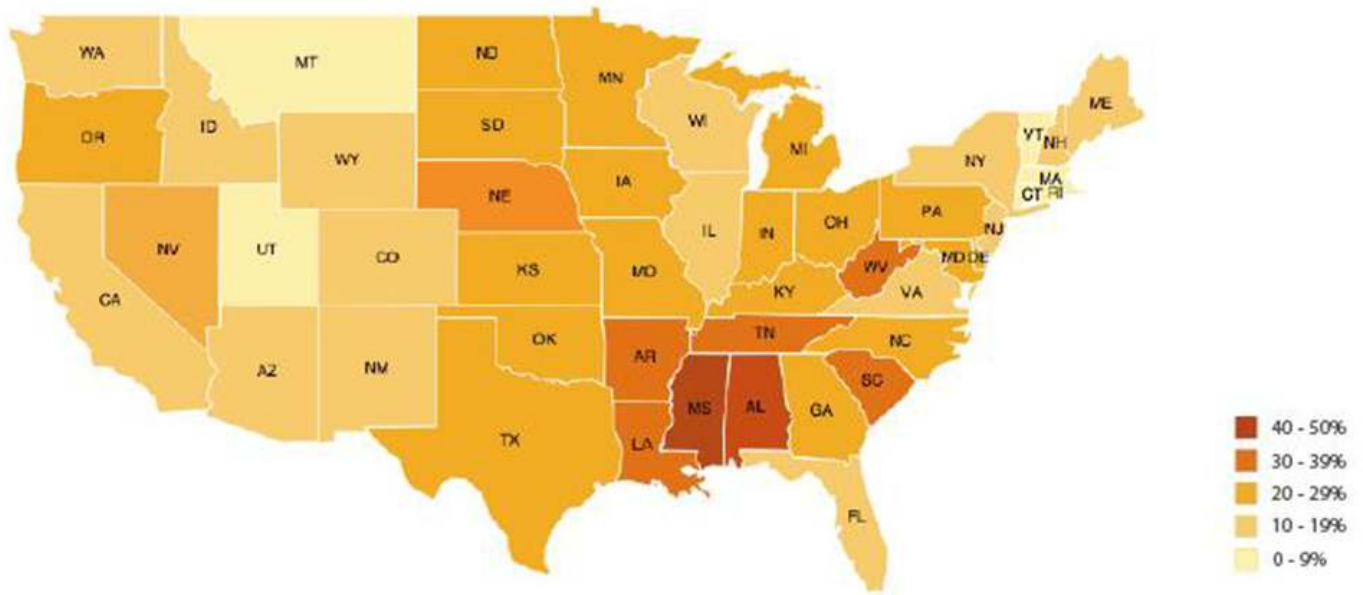 WA
MT
ND
MN
ME
OR
ID
SD
WI
VT
NH
WY
MI
NY
MA
NE
IA
CT RI
PA
NV
UT
CO
IL
IN
OH
NJ
KS
MO
WV
MD DE
CA
KY
VA
OK
TN
NC
AZ
NM
AR
SC
MS
AL
GA
TX
LA
FL
40 - 50%
30 - 39%
20 - 29%
10 - 19%
0 - 9%